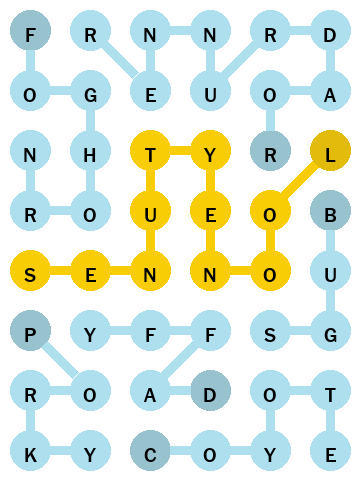 F R N N R D
O G E U O A
N H T Y R L
R O U E O B
S E N N O U
P Y F F S G
R O A D O T
K Y C O Y E